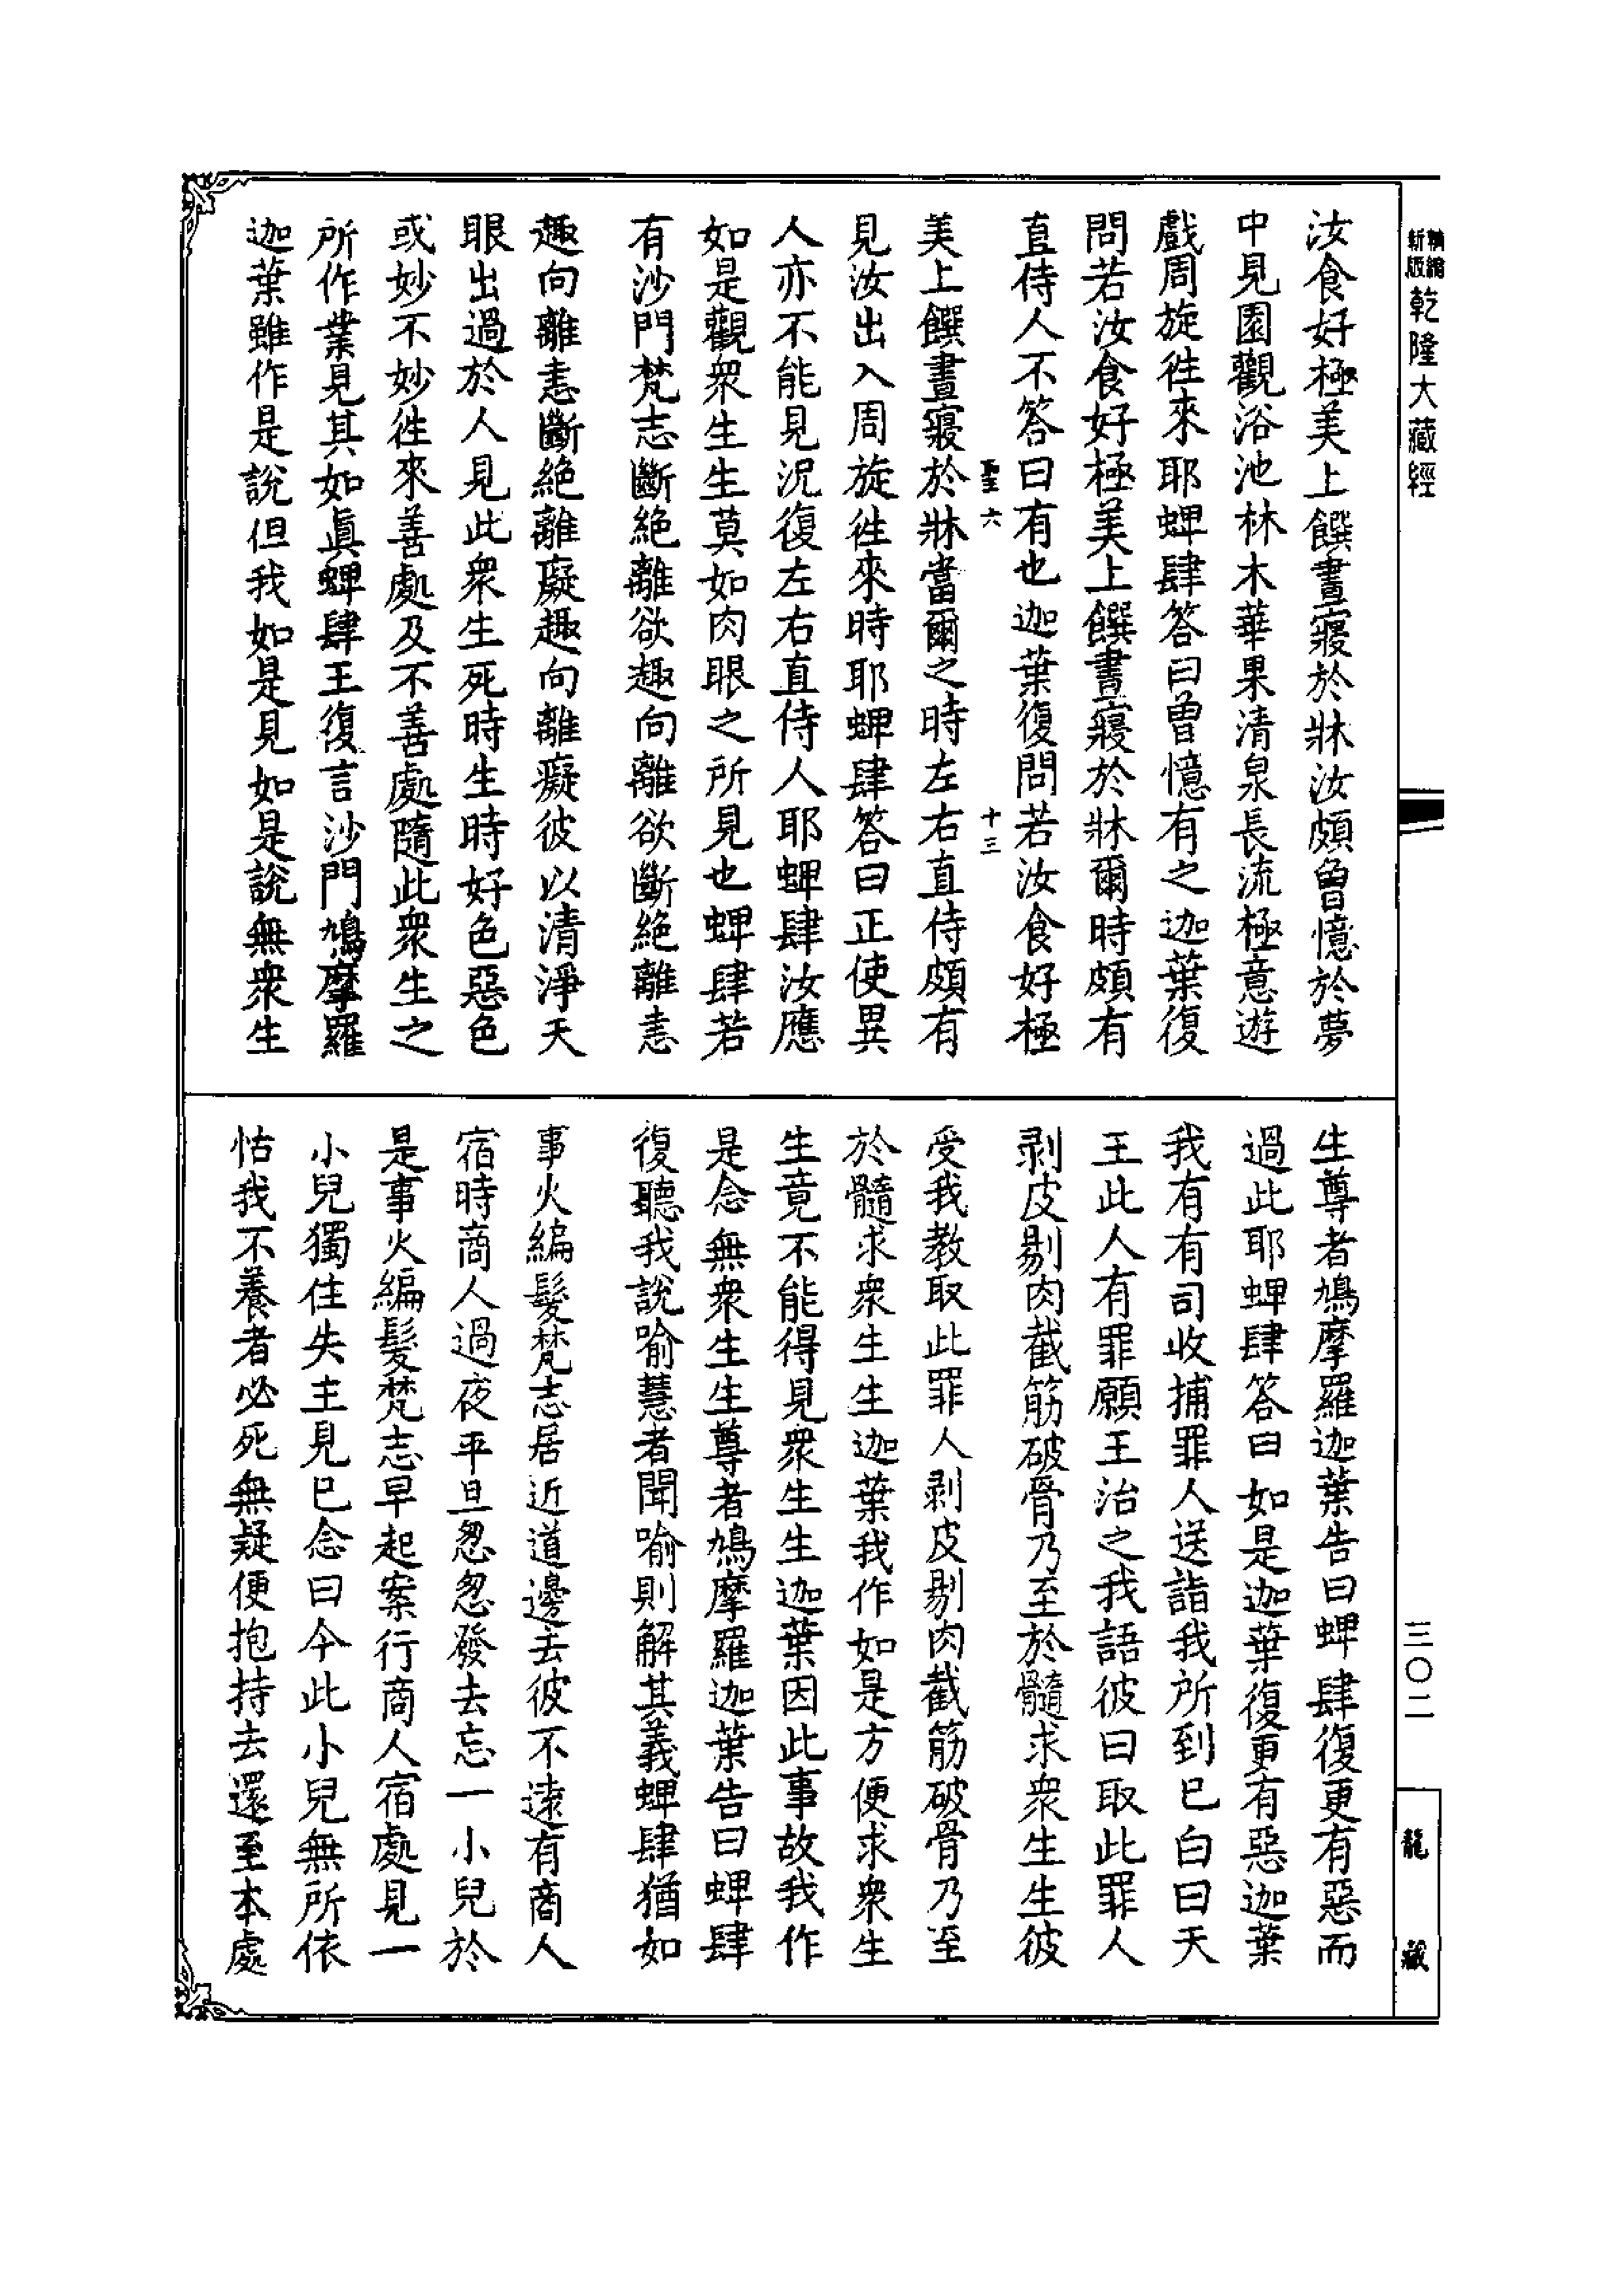 精編
新版
乾隆大藏經
汝食好極美上饌晝寢於牀汝頗曾憶於夢
中見園觀浴池林木華果清泉長流極意遊
戲周旋徃來耶蜱肆答曰曾憶有之迦葉復
問若汝食好極美上饌晝寢於牀爾時頗有
直侍人不答曰有也迦葉復問若汝食好極
聖六
十三
美上饌晝寢於牀當爾之時左右直侍頗有
見汝出入周旋徃來時耶蜱肆答曰正使異
人亦不能見況復左右直侍人耶蜱肆汝應
如是觀衆生生莫如肉眼之所見也蜱肆若
有沙門梵志斷絶離欲趣向離欲斷絶離恚
趣向離恚斷絶離癡趣向離癡彼以清淨天
眼出過於人見此衆生死時生時好色惡色
或妙不妙徃來善處及不善處隨此衆生之
所作業見其如眞蜱肆王復言沙門鳩摩羅
迦葉雖作是說但我如是見如是說無衆生
生尊者鳩摩羅迦葉告曰蜱肆復更有惡而
過此耶蜱肆答曰如是迦葉復更有惡迦葉
我有有司收捕罪人送詣我所到已白曰天
王此人有罪願王治之我語彼曰取此罪人
剥皮剔肉截筋破骨乃至於髓求衆生生彼
受我教取此罪人剥皮剔肉截筋破骨乃至
於髓求衆生生迦葉我作如是方便求衆生
生竟不能得見衆生生迦葉因此事故我作
是念無衆生生尊者鳩摩羅迦葉告曰蜱肆
復聽我說喻慧者聞喻則解其義蜱肆猶如
事火編髮梵志居近道邊去彼不遠有商人
宿時商人過夜平旦忽忽發去忘一小兒於
是事火編髮梵志早起案行商人宿處見一
小兒獨住失主見已念曰今此小兒無所依
怙我不養者必死無疑便抱持去還至本處
三〇二
龍藏